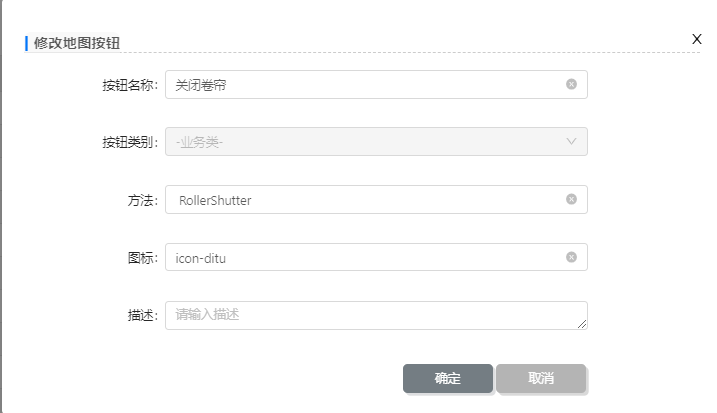 修改地图按钮
X
按钮名称: 关闭卷帘
按钮类别: -业务类-
方法: RollerShutter
图标: icon-ditu
描述: 请输入描述
确定 取消